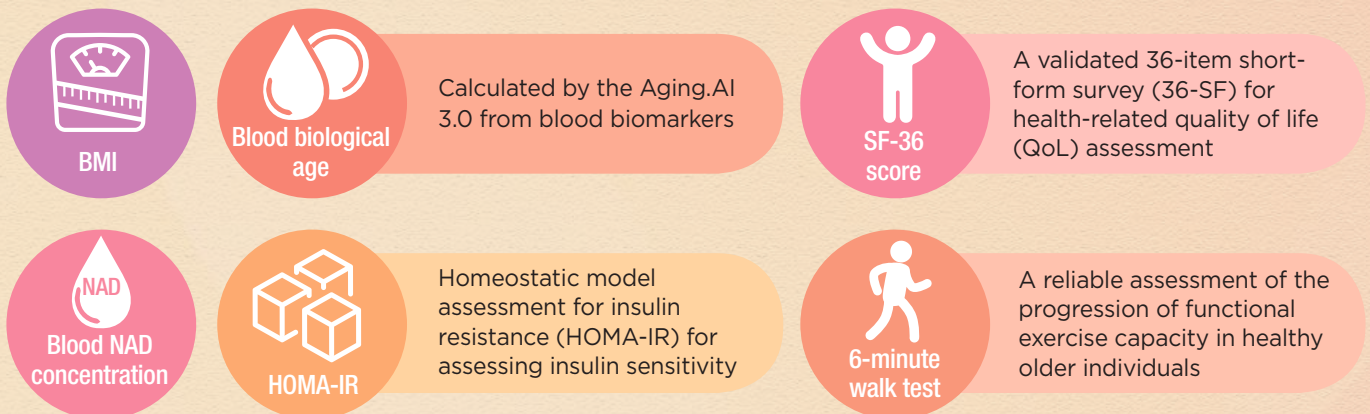 BMI
Blood biological
age
Calculated by the Aging.AI
3.0 from blood biomarkers
SF-36
score
A validated 36-item short-
form survey (36-SF) for
health-related quality of life
(QoL) assessment
NAD
Blood NAD
concentration
HOMA-IR
Homeostatic model
assessment for insulin
resistance (HOMA-IR) for
assessing insulin sensitivity
6-minute
walk test
A reliable assessment of the
progression of functional
exercise capacity in healthy
older individuals